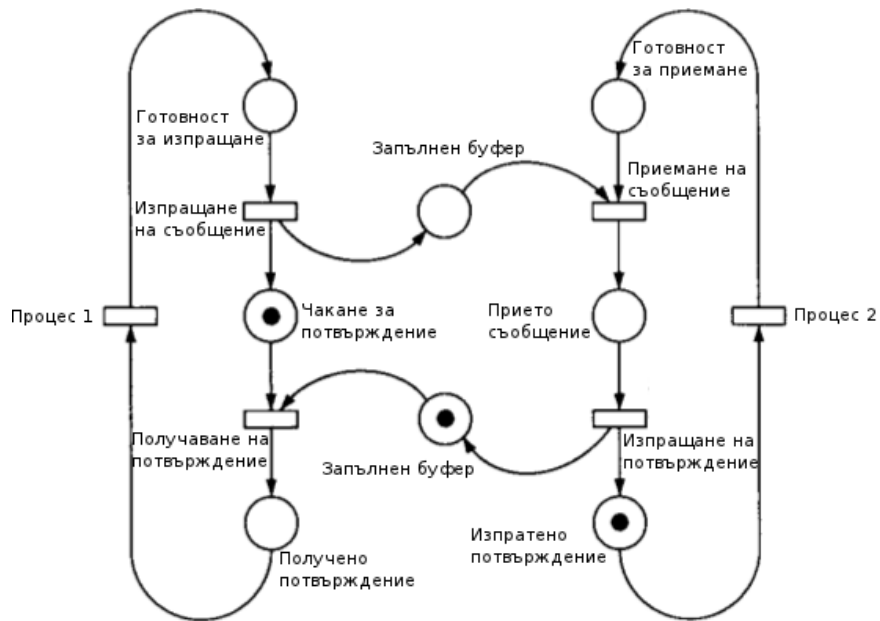 Готовност
за изпращане
Готовност
за приемане
Запълнен буфер
Изпращане
на съобщение
Приемане на
съобщение
Процес 1
Чакане за
потвърждение
Прието
съобщение
Процес 2
Получаване на
потвърждение
Запълнен буфер
Изпращане на
потвърждение
Получено
потвърждение
Изпратено
потвърждение